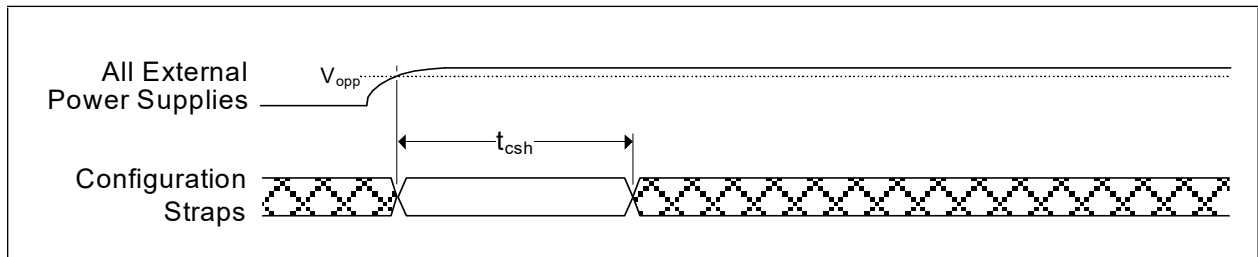 All External
Power Supplies
Vopp
tcsh
Configuration
Straps